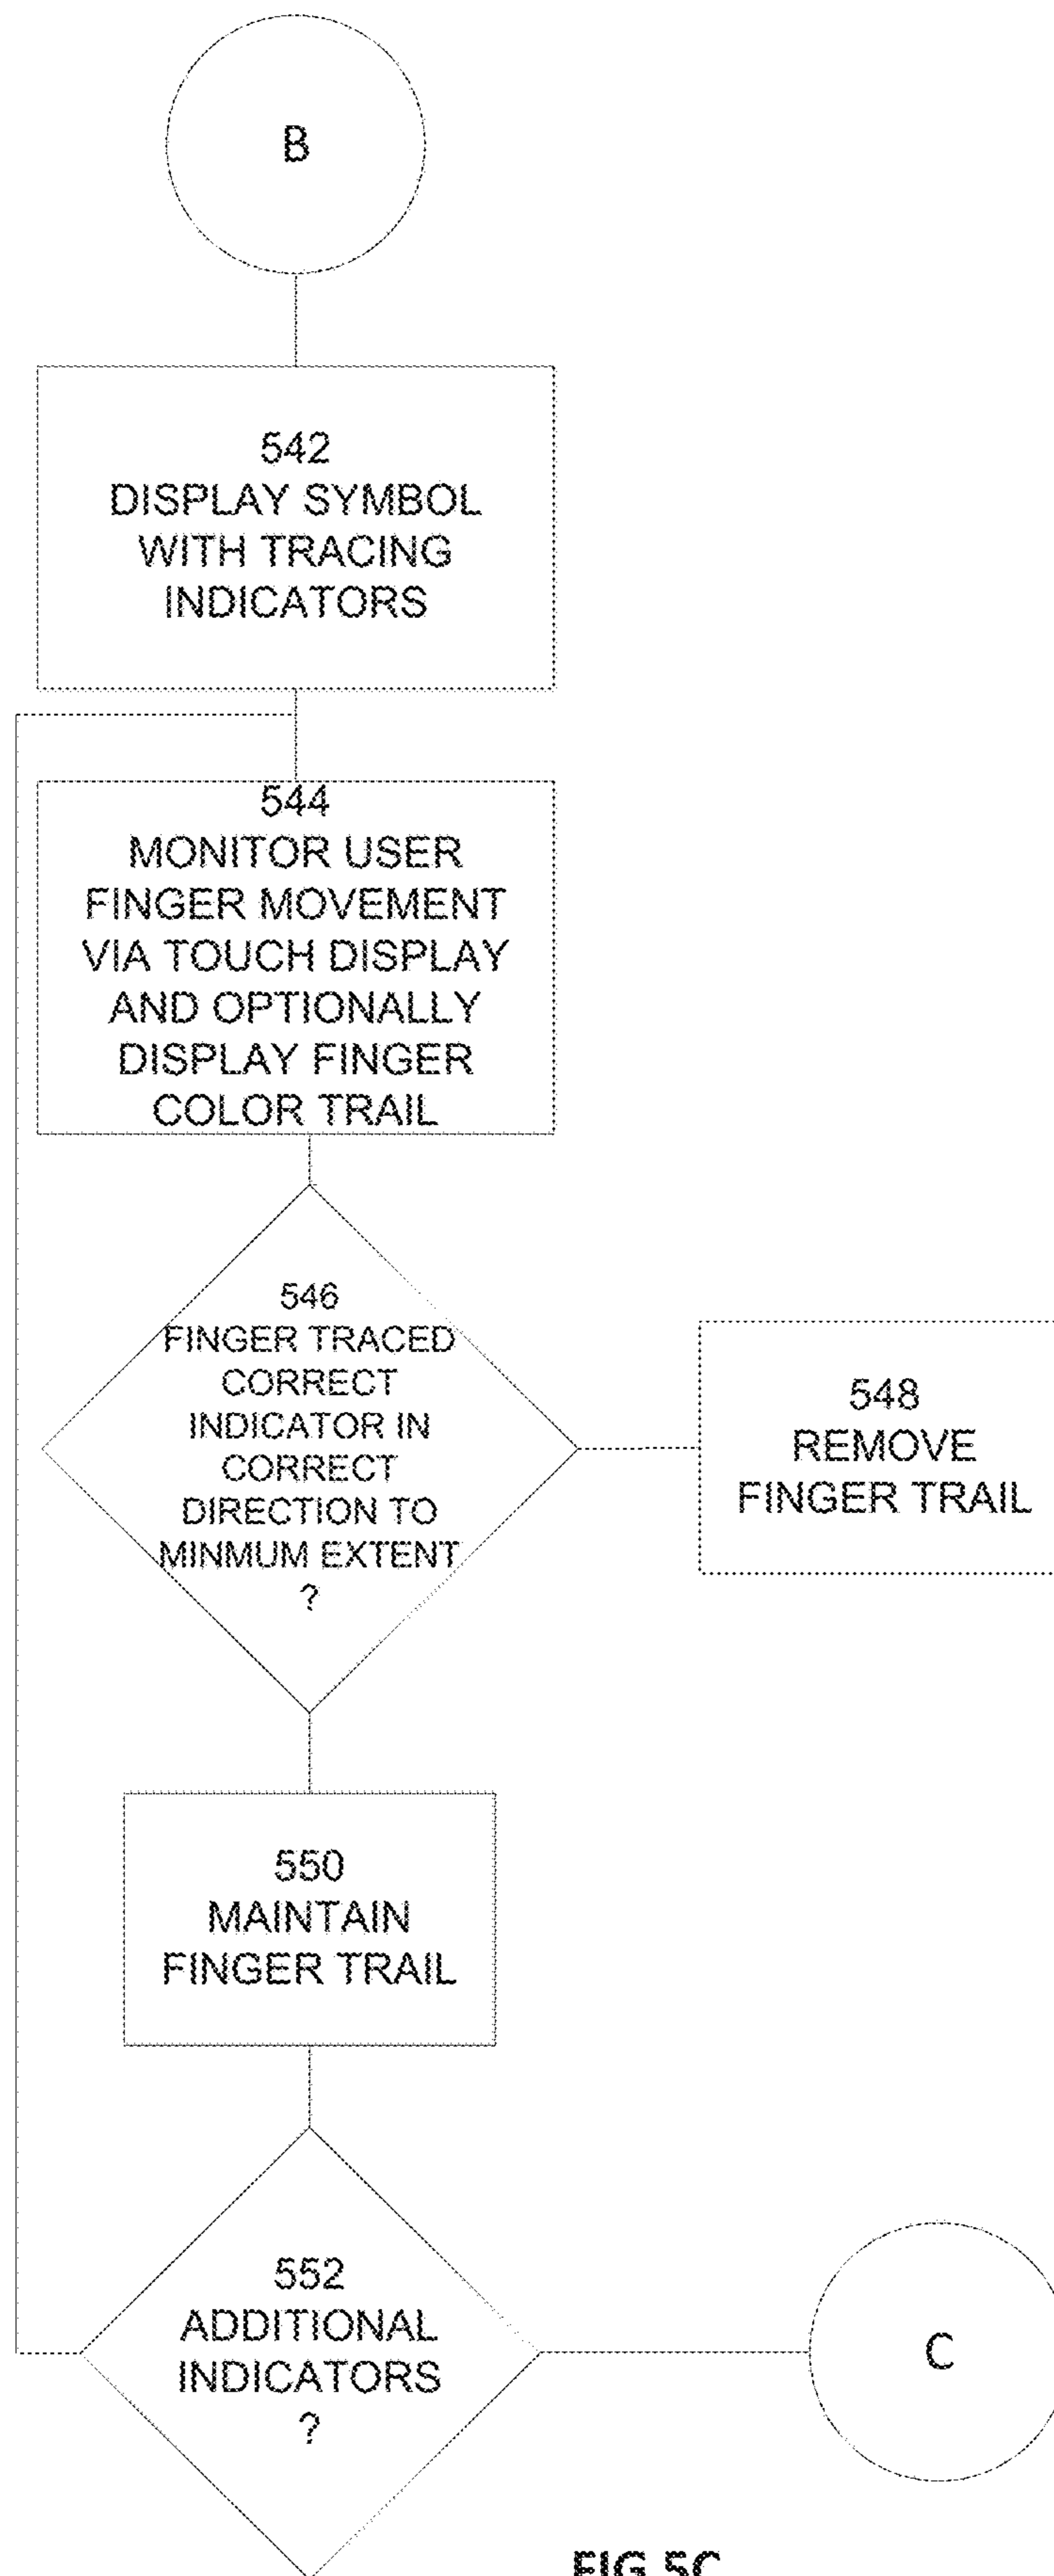 B
542
DISPLAY SYMBOL
WITH TRACING
INDICATORS
544
MONITOR USER
FINGER MOVEMENT
VIA TOUCH DISPLAY
AND OPTIONALLY
DISPLAY FINGER
COLOR TRAIL
546
FINGER TRACED
CORRECT
INDICATOR IN
CORRECT
DIRECTION TO
MINMUM EXTENT
?
548
REMOVE
FINGER TRAIL
550
MAINTAIN
FINGER TRAIL
552
ADDITIONAL
INDICATORS
?
C
FIG 5C